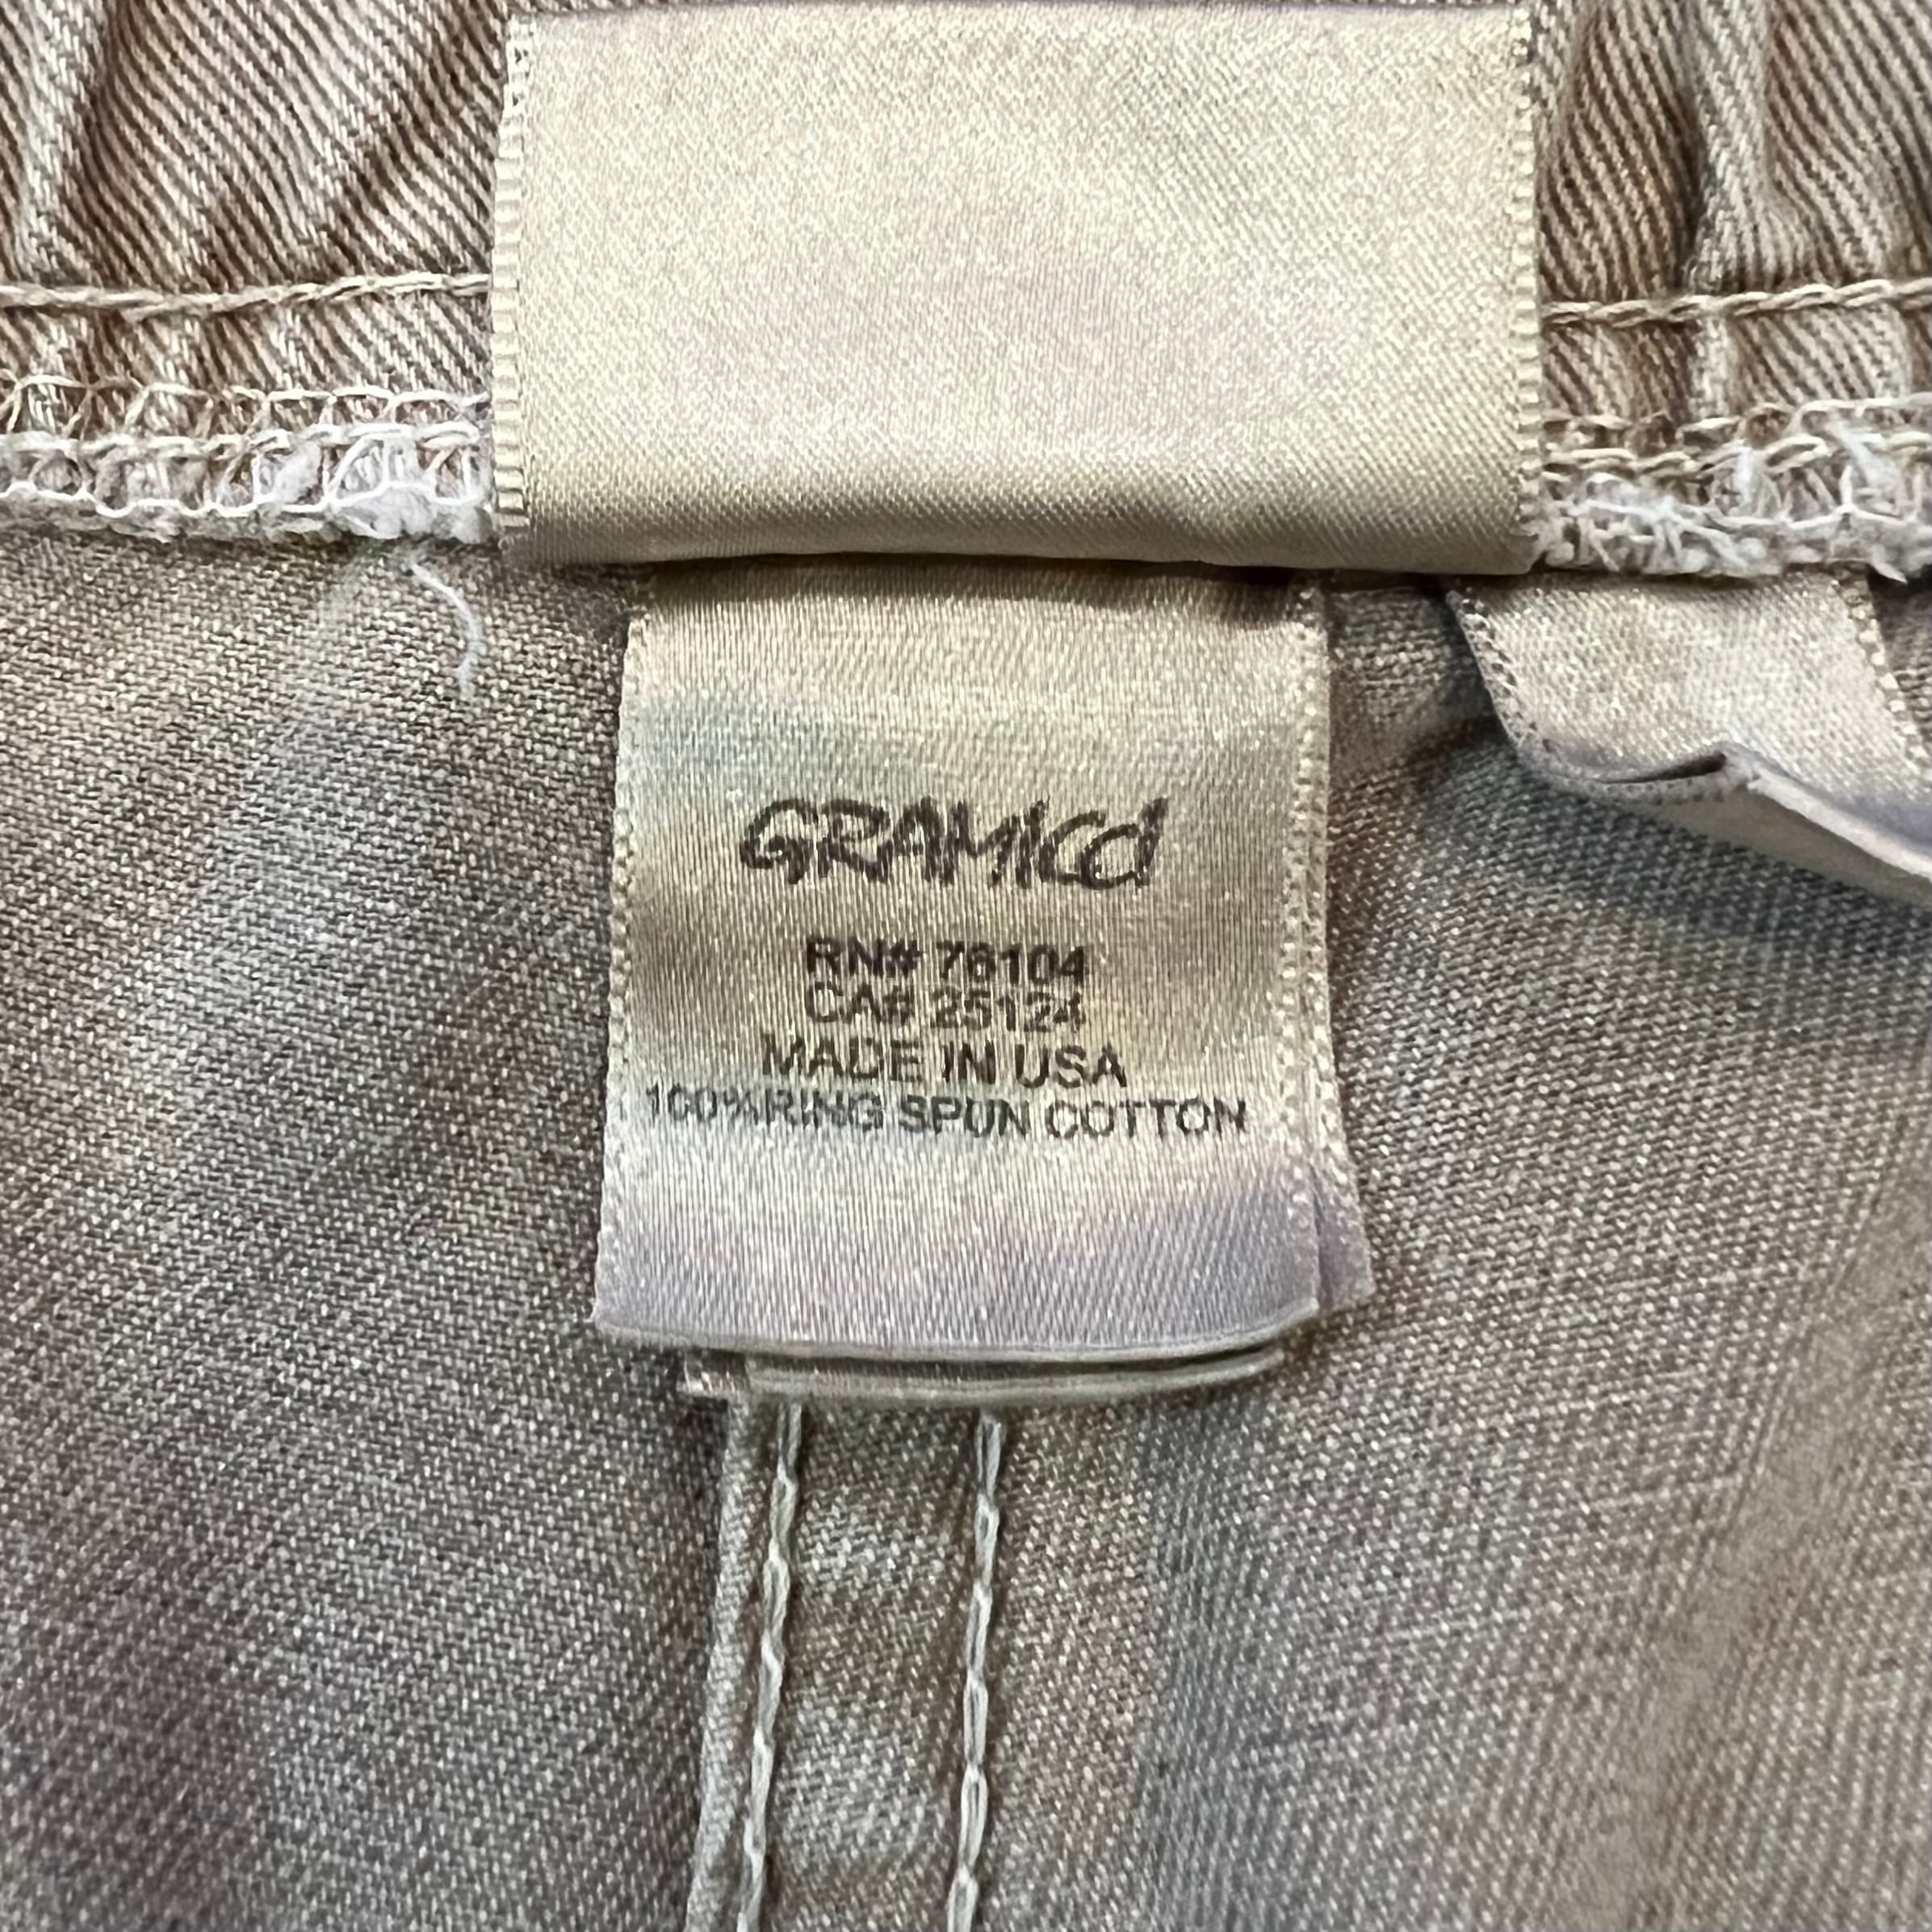 GRAMICCI
RN# 76104
CA# 25124
MADE IN USA
100% RING SPUN COTTON